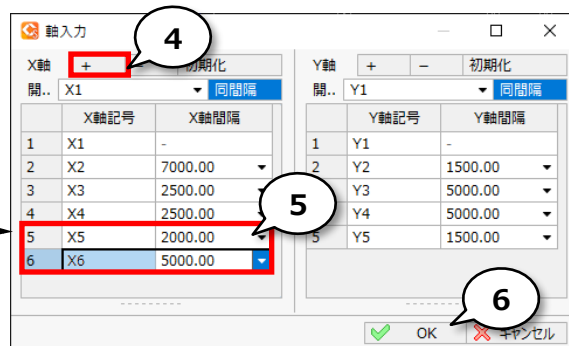 軸入力
4
X軸 + - 初期化
Y軸 + - 初期化
開.. X1 同間隔
開.. Y1 同間隔
X軸記号 X軸間隔
Y軸記号 Y軸間隔
1 X1 -
1 Y1 -
2 X2 7000.00
2 Y2 1500.00
3 X3 2500.00
3 Y3 5000.00
4 X4 2500.00
4 Y4 5000.00
5
5 X5 2000.00
5 Y5 1500.00
6 X6 5000.00
6
OK
キャンセル